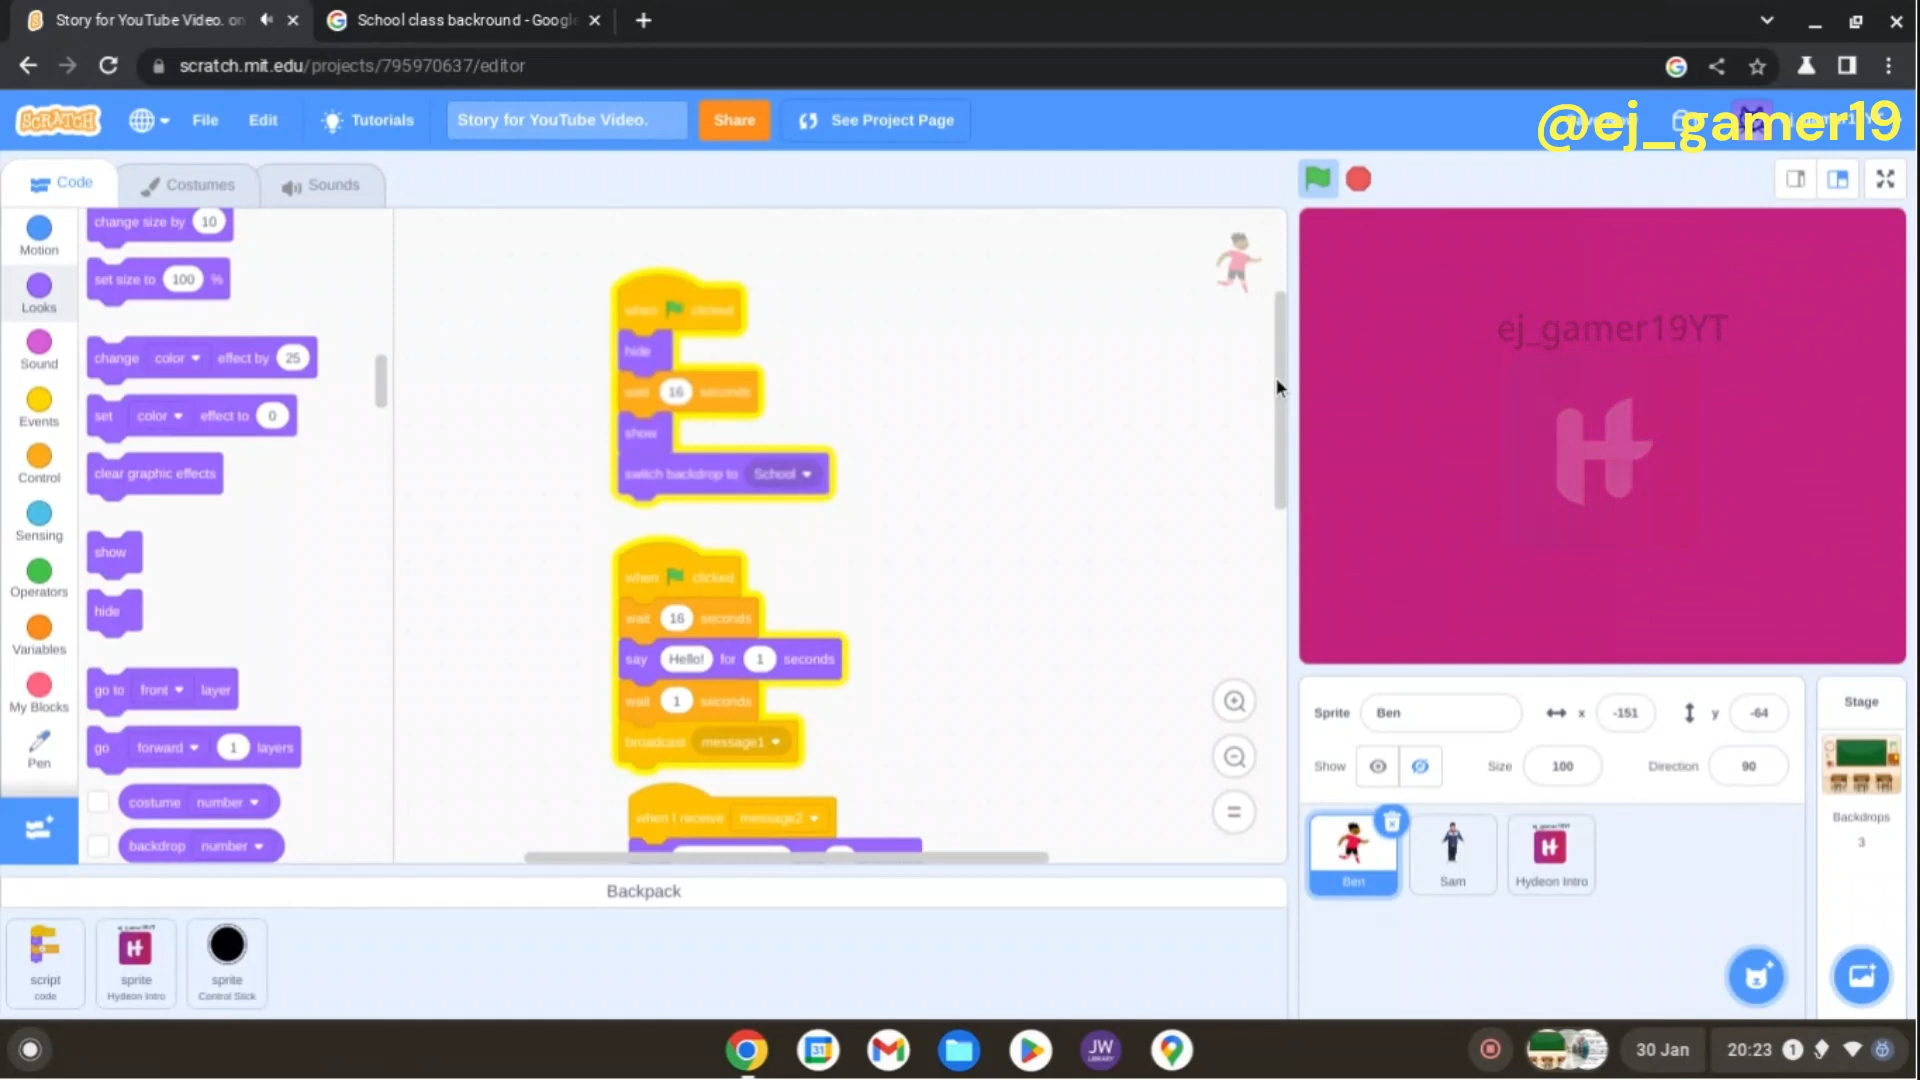 Story for YouTube Video. on
School class backround - Googl
scratch.mit.edu/projects/795970637/editor
SCRATCH
File
Edit
Tutorials
Story for YouTube Video.
Share
See Project Page
@ej_gamer19
Code
Costumes
Sounds
Motion
Looks
Sound
Events
Control
Sensing
Operators
Variables
My Blocks
Pen
change size by 10
set size to 100 %
change color effect by 25
set color effect to 0
clear graphic effects
show
hide
go to front layer
go forward 1 layers
costume number
backdrop number
when clicked
hide
wait 16 seconds
show
switch backdrop to School
when clicked
wait 16 seconds
say Hello! for 1 seconds
wait 1 seconds
broadcast message1
when I receive message2
ej_gamer19YT
H
Sprite Ben x -151 y -64
Show Size 100 Direction 90
Ben
Sam
Hydeon Intro
Stage
Backdrops
3
Backpack
script
code
sprite
Hydeon Intro
sprite
Control Stick
31
JW
LIBRARY
30 Jan
20:23
1